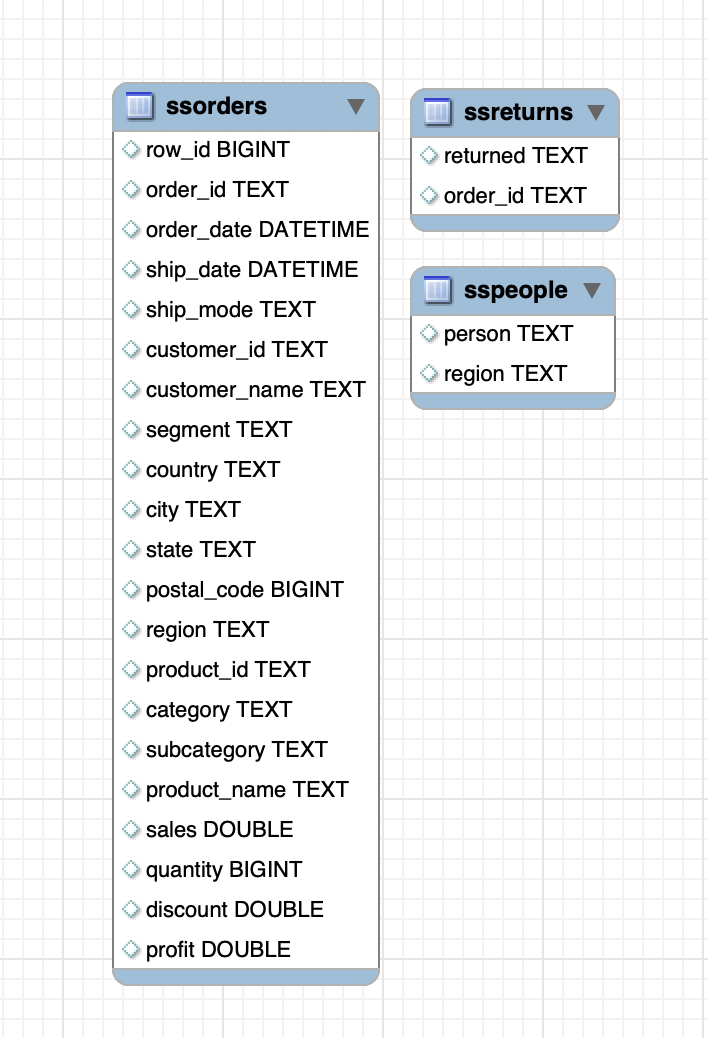 ssorders
row_id BIGINT
order_id TEXT
order_date DATETIME
ship_date DATETIME
ship_mode TEXT
customer_id TEXT
customer_name TEXT
segment TEXT
country TEXT
city TEXT
state TEXT
postal_code BIGINT
region TEXT
product_id TEXT
category TEXT
subcategory TEXT
product_name TEXT
sales DOUBLE
quantity BIGINT
discount DOUBLE
profit DOUBLE
ssreturns
returned TEXT
order_id TEXT
sspeople
person TEXT
region TEXT